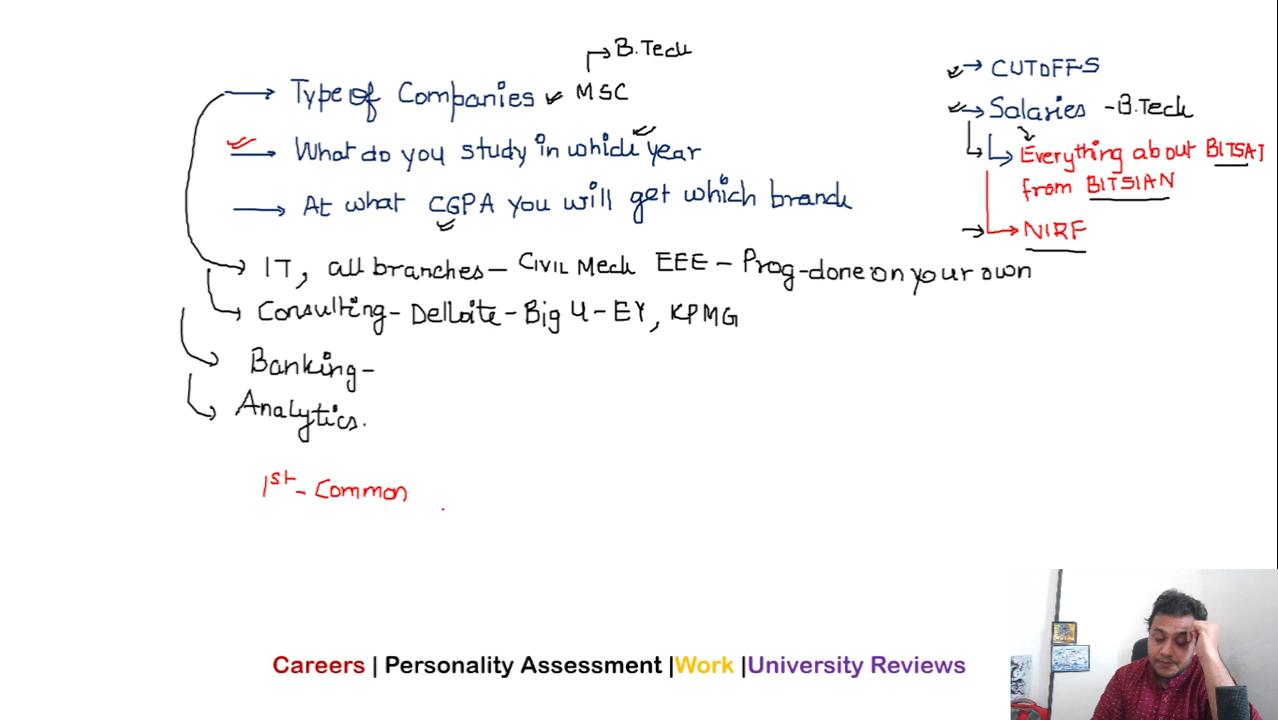 B.Tech
Type of Companies MSC
What do you study in which year
At what CGPA you will get which branch
IT, all branches - CIVIL Mech EEE - Prog-done on your own
Consulting - Delloite - Big 4 - EY, KPMG
Banking -
Analytics.
1st - Common
CUTOFFS
Salaries - B.Tech
Everything about BITSAT
from BITSIAN
NIRF
Careers | Personality Assessment |Work |University Reviews